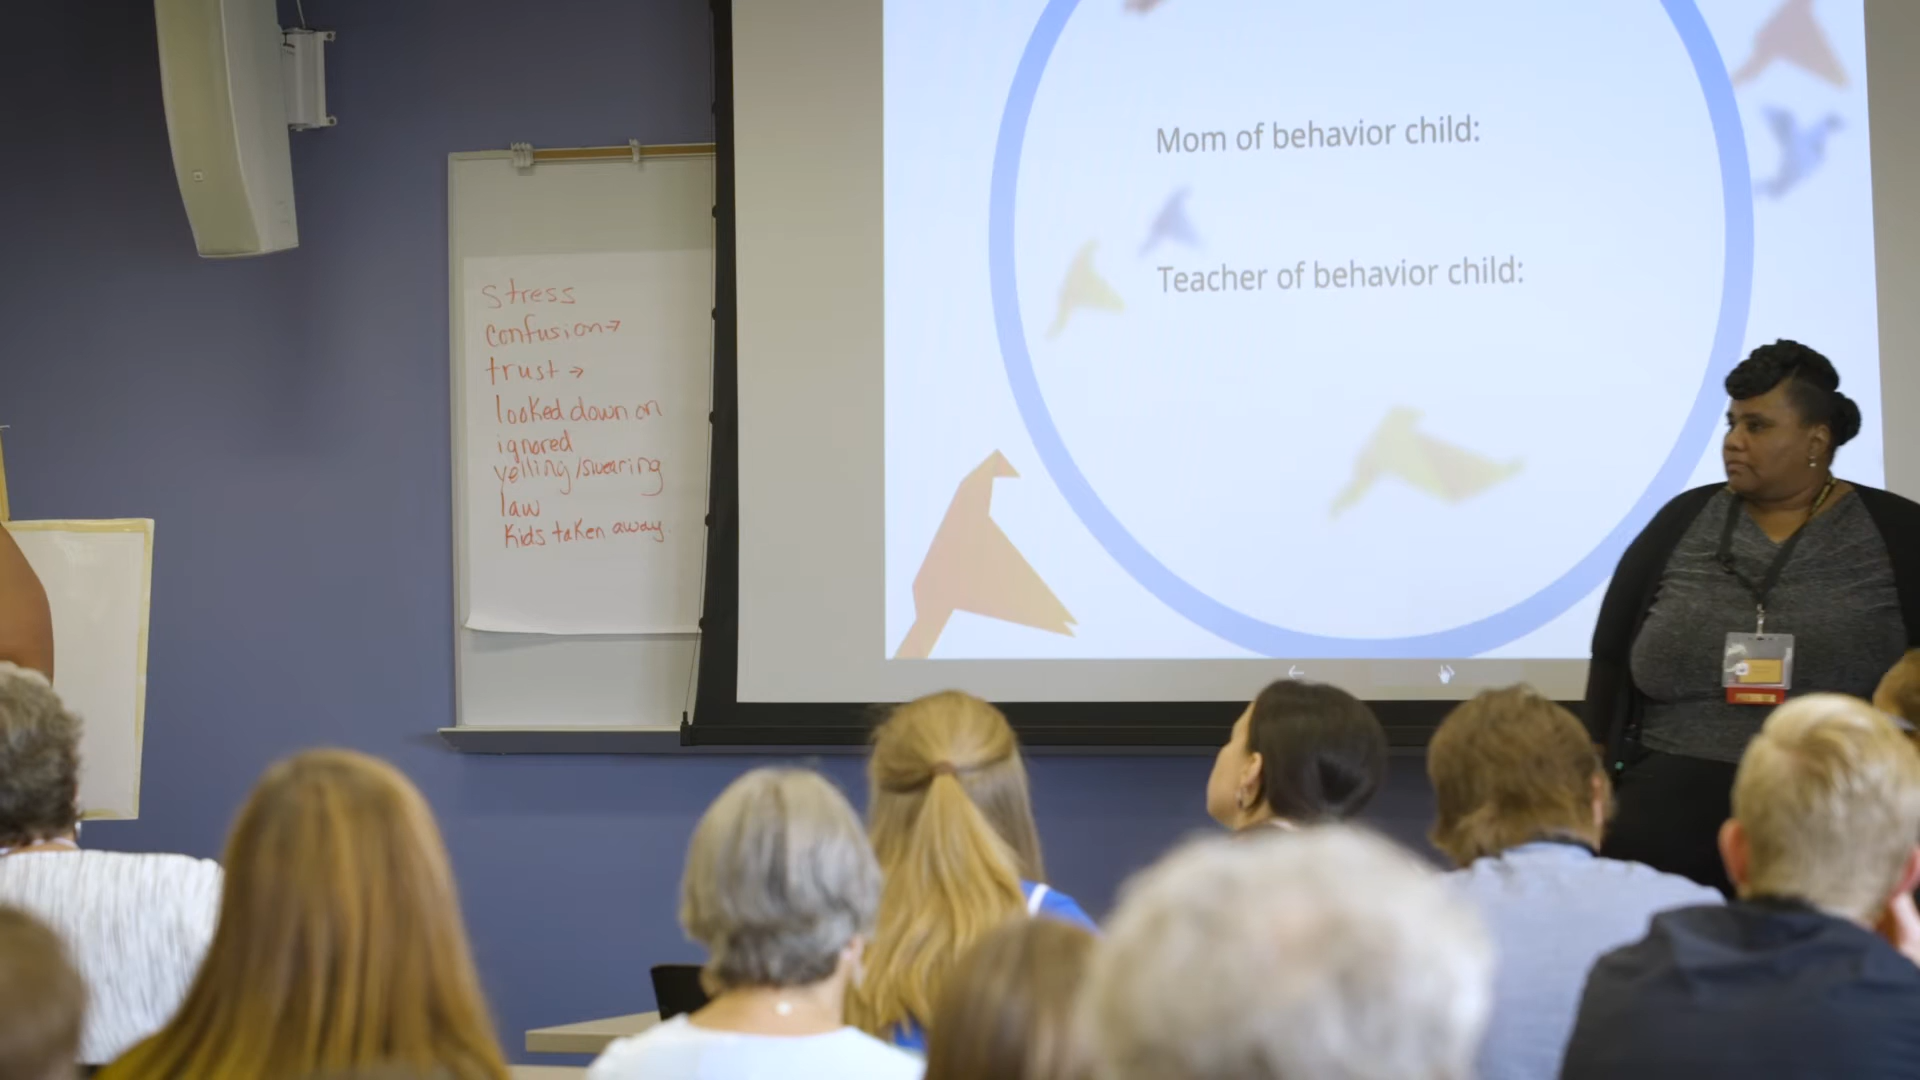 Stress
confusion→
trust →
looked down on
ignored
yelling/swearing
law
Kids taken away.
Mom of behavior child:
Teacher of behavior child: